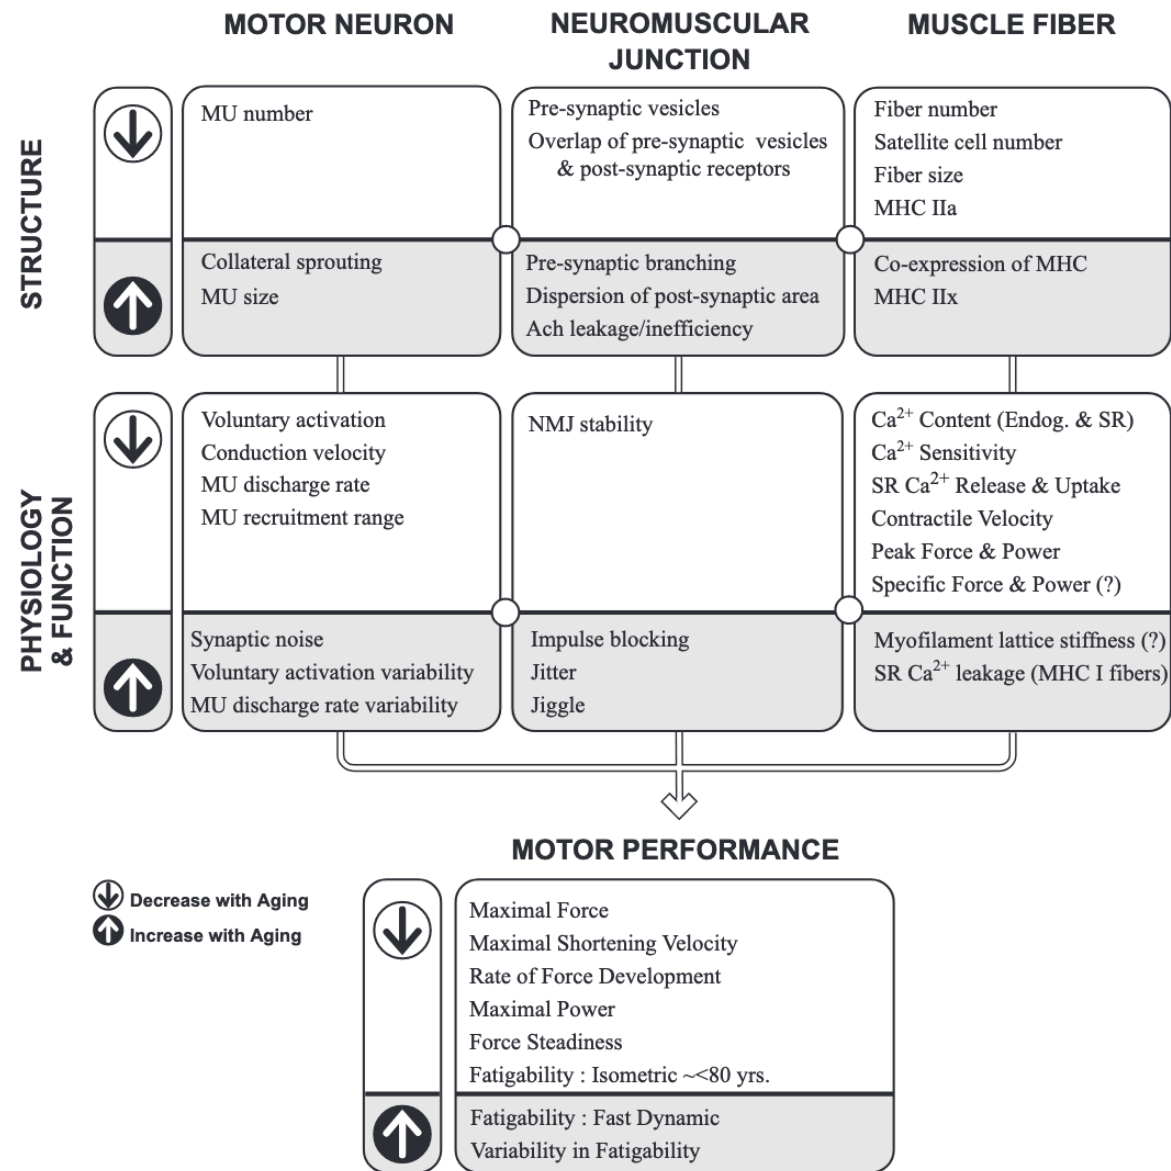 MOTOR NEURON
NEUROMUSCULAR
JUNCTION
MUSCLE FIBER
STRUCTURE
MU number
Pre-synaptic vesicles
Overlap of pre-synaptic vesicles
& post-synaptic receptors
Fiber number
Satellite cell number
Fiber size
MHC IIa
Collateral sprouting
MU size
Pre-synaptic branching
Dispersion of post-synaptic area
Ach leakage/inefficiency
Co-expression of MHC
MHC IIx
PHYSIOLOGY
& FUNCTION
Voluntary activation
Conduction velocity
MU discharge rate
MU recruitment range
NMJ stability
Ca²⁺ Content (Endog. & SR)
Ca²⁺ Sensitivity
SR Ca²⁺ Release & Uptake
Contractile Velocity
Peak Force & Power
Specific Force & Power (?)
Synaptic noise
Voluntary activation variability
MU discharge rate variability
Impulse blocking
Jitter
Jiggle
Myofilament lattice stiffness (?)
SR Ca²⁺ leakage (MHC I fibers)
MOTOR PERFORMANCE
Decrease with Aging
Increase with Aging
Maximal Force
Maximal Shortening Velocity
Rate of Force Development
Maximal Power
Force Steadiness
Fatigability : Isometric ~<80 yrs.
Fatigability : Fast Dynamic
Variability in Fatigability